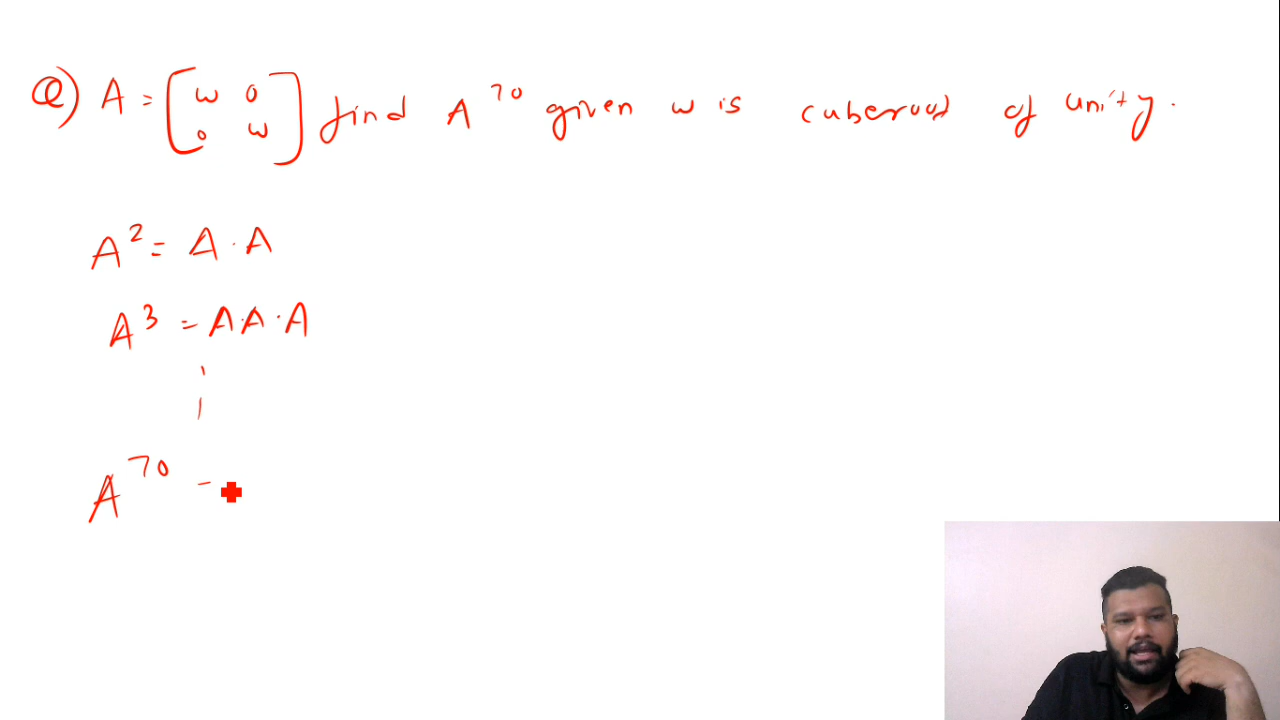 Q) A = [ω 0 0 ω] find A^70 given ω is cuberoot of unity.
A^2 = A · A
A^3 = A·A·A
A^70 -